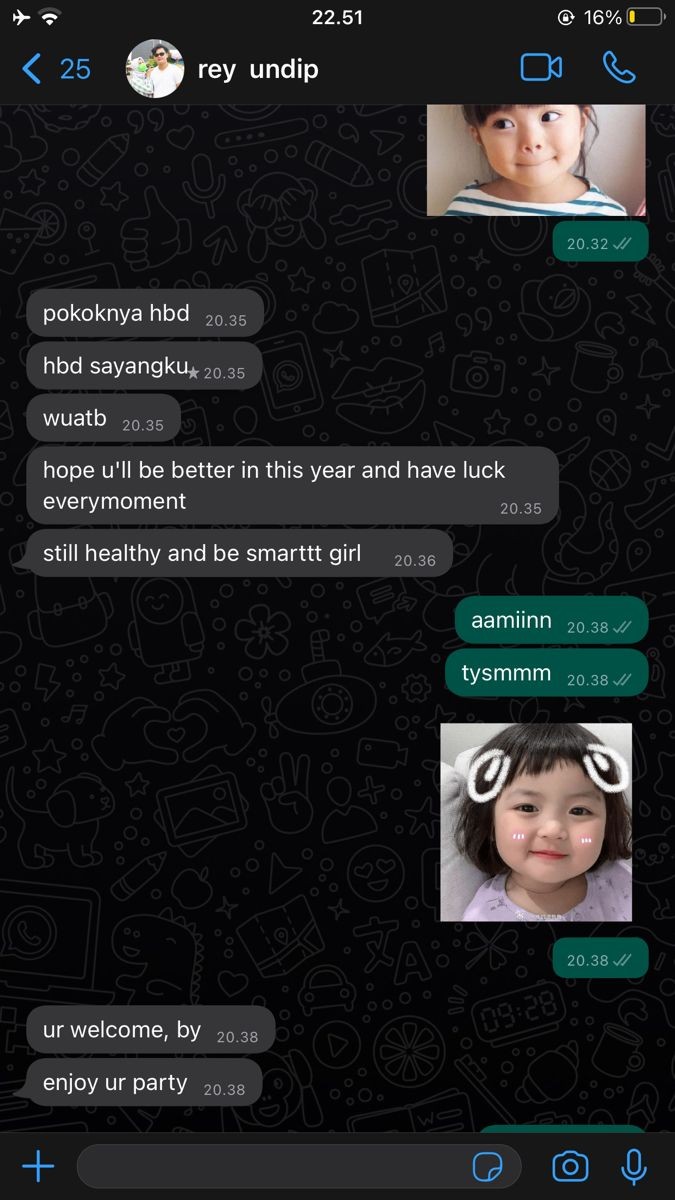 22.51
16%
25
rey undip
20.32
pokoknya hbd 20.35
hbd sayangku 20.35
wuatb 20.35
hope u'll be better in this year and have luck
everymoment 20.35
still healthy and be smarttt girl 20.36
aamiinn 20.38
tysmmm 20.38
20.38
ur welcome, by 20.38
enjoy ur party 20.38
09:28